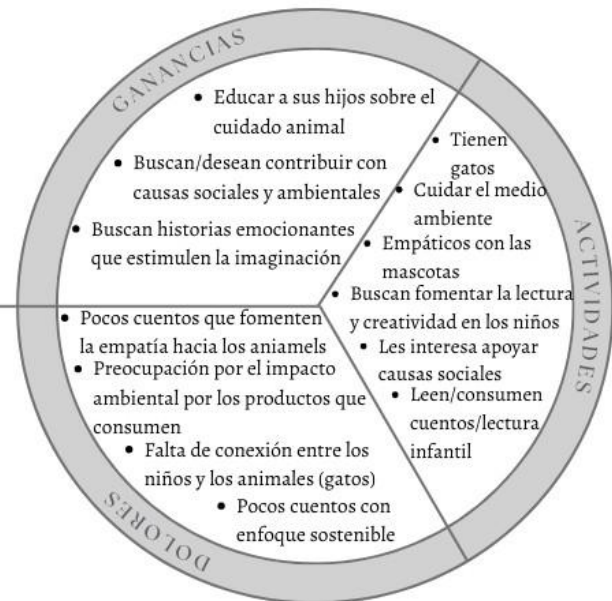 GANANCIAS
• Educar a sus hijos sobre el
cuidado animal
• Buscan/desean contribuir con
causas sociales y ambientales
• Buscan historias emocionantes
que estimulen la imaginación
ACTIVIDADES
• Tienen
gatos
• Cuidar el medio
ambiente
• Empáticos con las
mascotas
• Buscan fomentar la lectura
y creatividad en los niños
• Les interesa apoyar
causas sociales
• Leen/consumen
cuentos/lectura
infantil
• Pocos cuentos que fomenten
la empatía hacia los aniamels
• Preocupación por el impacto
ambiental por los productos que
consumen
• Falta de conexión entre los
niños y los animales (gatos)
• Pocos cuentos con
enfoque sostenible
DOLORES